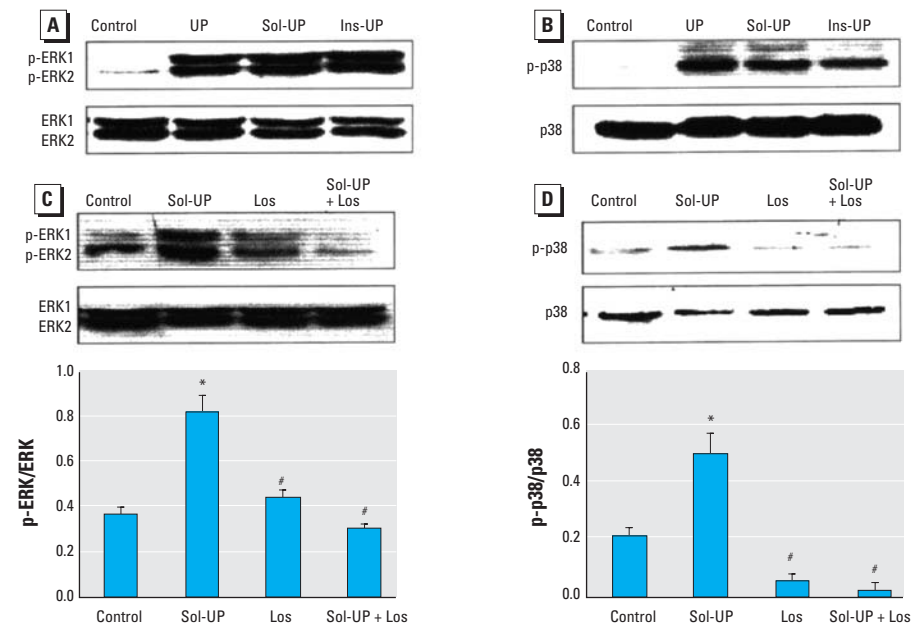 A
Control UP Sol-UP Ins-UP
p-ERK1
p-ERK2
ERK1
ERK2
B
Control UP Sol-UP Ins-UP
p-p38
p38
C
Control Sol-UP Los Sol-UP
+ Los
p-ERK1
p-ERK2
ERK1
ERK2
p-ERK/ERK
1.0
0.8
0.6
0.4
0.2
0.0
*
#
#
Control Sol-UP Los Sol-UP + Los
D
Control Sol-UP Los Sol-UP
+ Los
p-p38
p38
p-p38/p38
0.8
0.6
0.4
0.2
0.0
*
#
#
Control Sol-UP Los Sol-UP + Los